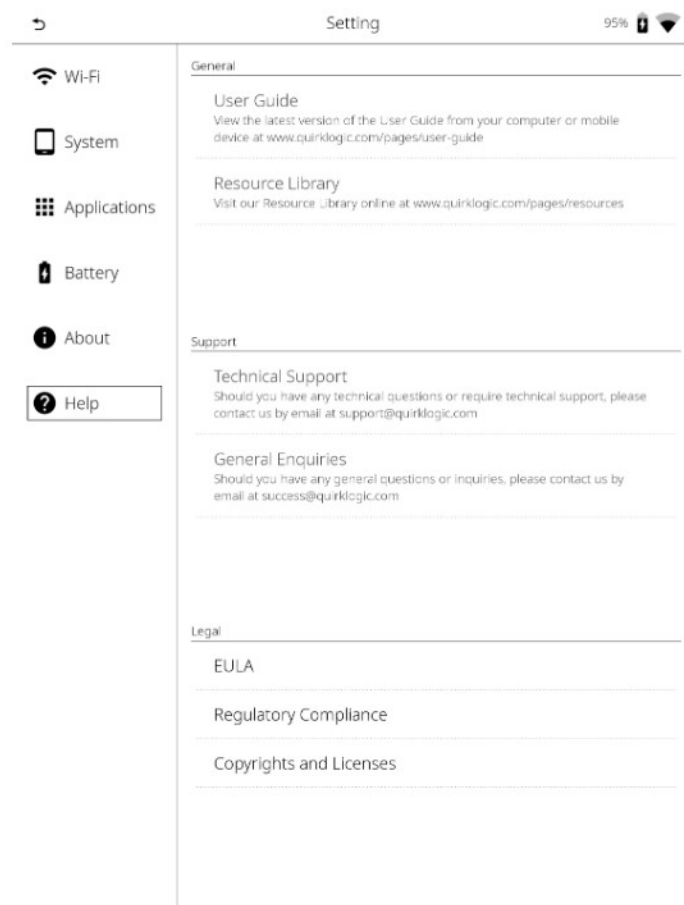 Setting
95%
Wi-Fi
System
Applications
Battery
About
Help
General
User Guide
View the latest version of the User Guide from your computer or mobile
device at www.quirklogic.com/pages/user-guide
Resource Library
Visit our Resource Library online at www.quirklogic.com/pages/resources
Support
Technical Support
Should you have any technical questions or require technical support, please
contact us by email at support@quirklogic.com
General Enquiries
Should you have any general questions or inquiries, please contact us by
email at success@quirklogic.com
Legal
EULA
Regulatory Compliance
Copyrights and Licenses